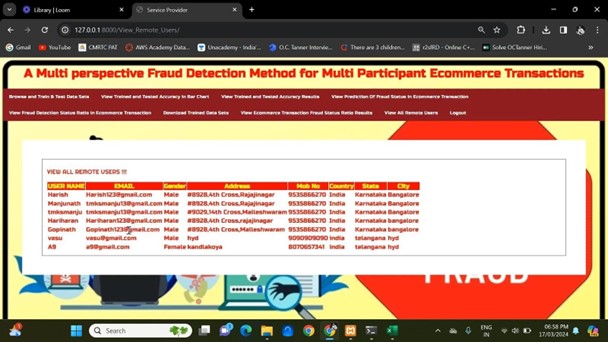 Library | Loom
Service Provider
127.0.0.1:8000/View_Remote_Users/
Gmail YouTube CMRTC PAT AWS Academy Data... Unacademy - India'... O.C. Tanner Interview... There are 3 children... r2d8RD - Online C+... Solve OCTanner Hiri...
A Multi perspective Fraud Detection Method for Multi Participant Ecommerce Transactions
Browse and Train & Test Data Sets View Trained and Tested Accuracy in Bar Chart View Trained and Tested Accuracy Results View Prediction Of Fraud Status In Ecommerce Transaction
View Fraud Detection Status Ratio in Ecommerce Transaction Download Trained Data Sets View Ecommerce Transaction Fraud Status Ratio Results View All Remote Users Logout
VIEW ALL REMOTE USERS !!!
USER NAME EMAIL Gender Address Mob No Country State City
Harish Harish123@gmail.com Male #8928,4th Cross,Rajajinagar 9535866270 India Karnataka Bangalore
Manjunath tmksmanju13@gmail.com Male #8928,4th Cross,Rajajinagar 9535866270 India Karnataka Bangalore
tmksmanju tmksmanju13@gmail.com Male #9029,14th Cross,Malleshwaram 9535866270 India Karnataka Bangalore
Hariharan Hariharan123@gmail.com Male #8928,4th Cross,rajajinagar 9535866270 India Karnataka bangalore
Gopinath Gopinath123@gmail.com Male #8928,4th Cross,Malleshwaram 9535866270 India Karnataka Bangalore
vasu vasu@gmail.com Male hyd 9090909090 india telangana hyd
A9 a9@gmail.com Female kandlakoya 8070657341 india telangana hyd
FRAUD
Search
ENG
IN
06:58 PM
17/03/2024